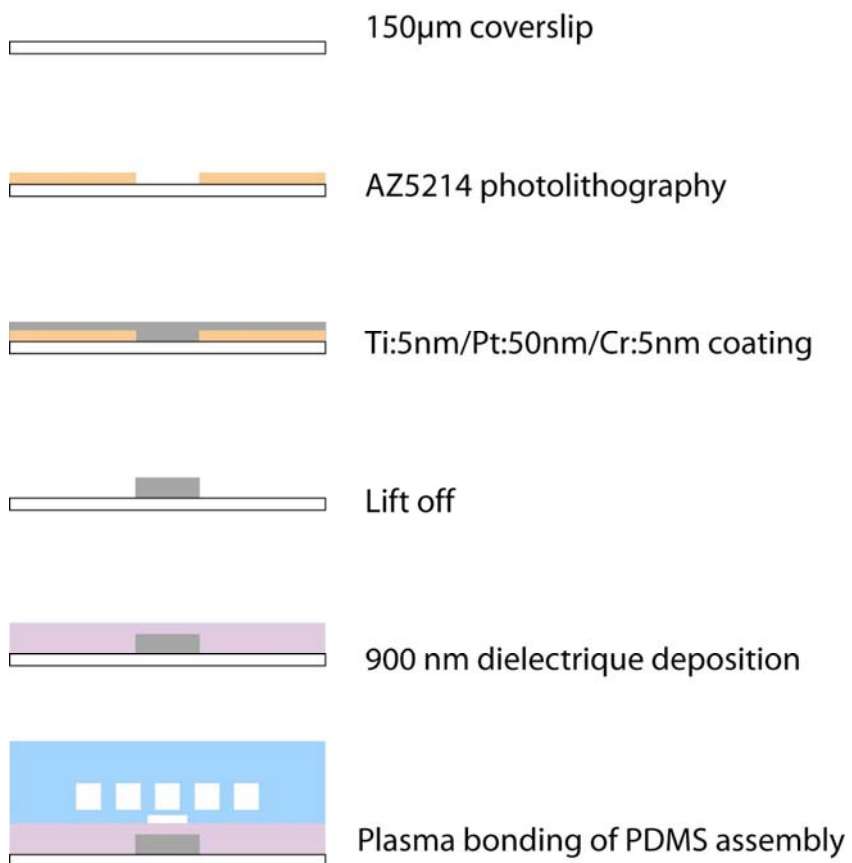 150µm coverslip
AZ5214 photolithography
Ti:5nm/Pt:50nm/Cr:5nm coating
Lift off
900 nm dielectrique deposition
Plasma bonding of PDMS assembly